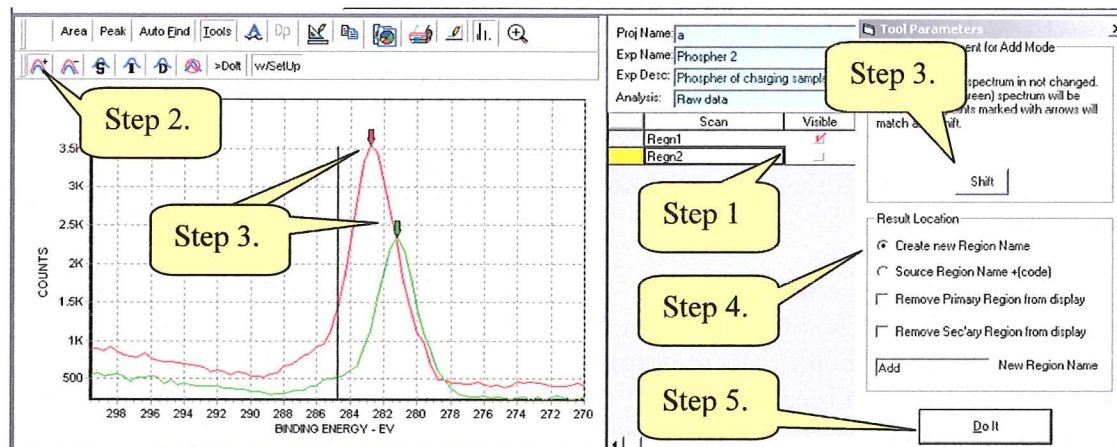 Area Peak Auto Find Tools A Dp
S I D >DoIt w/SetUp
Step 2.
3.5K
3K
2.5K
2K
1.5K
1K
500
COUNTS
Step 3.
298 296 294 292 290 288 286 284 282 280 278 276 274 272 270
BINDING ENERGY - EV
Proj Name: a
Exp Name: Phospher 2
Exp Desc: Phospher of charging sample
Analysis: Raw data
Scan Visible
Regn1
Regn2
Step 1
Tool Parameters
ent for Add Mode
Step 3.
spectrum in not changed.
reen) spectrum will be
nts marked with arrows will
match a shift.
Shift
Result Location
Create new Region Name
Source Region Name +(code)
Remove Primary Region from display
Remove Sec'ary Region from display
Add New Region Name
Step 4.
Step 5.
Do It